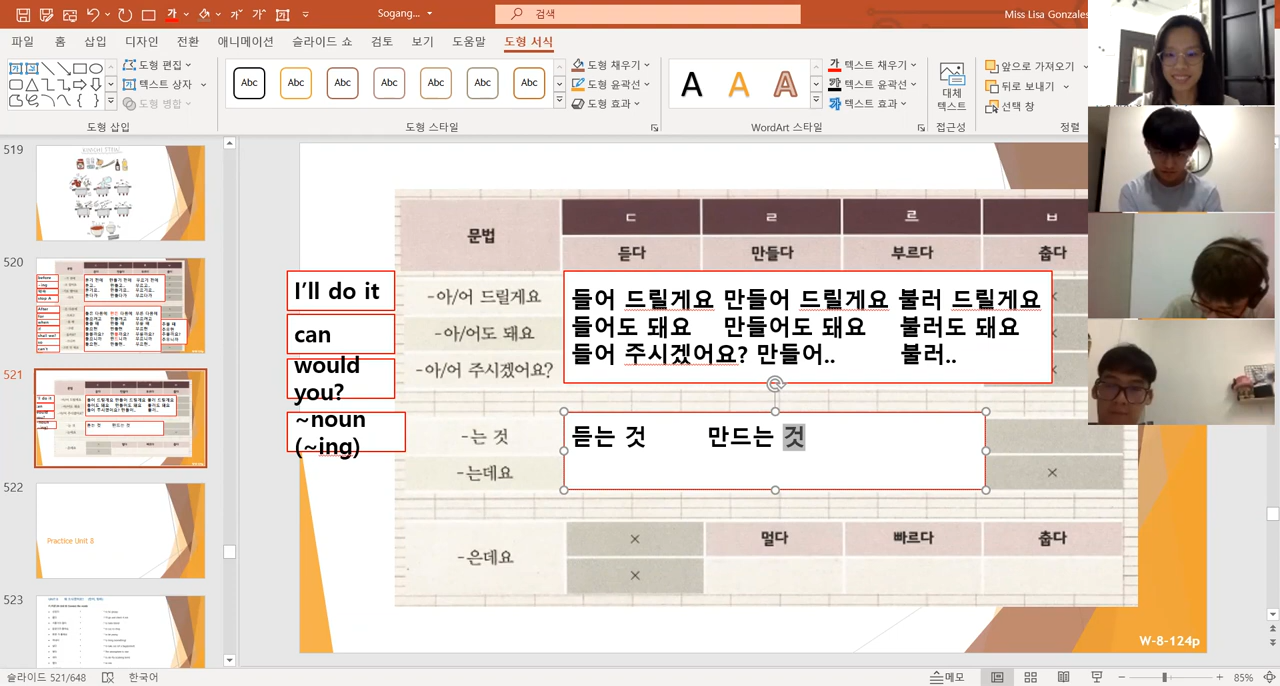 Sogang...
검색
Miss Lisa Gonzales
파일 홈 삽입 디자인 전환 애니메이션 슬라이드 쇼 검토 보기 도움말 도형 서식
도형 편집
텍스트 상자
도형 병합
도형 삽입
Abc Abc Abc Abc Abc Abc Abc
도형 채우기
도형 윤곽선
도형 효과
도형 스타일
A A A
텍스트 채우기
텍스트 윤곽선
텍스트 효과
WordArt 스타일
대체
텍스트
접근성
앞으로 가져오기
뒤로 보내기
선택 창
정렬
519
520
521
522
Practice Unit 8
523
문법 ㄷ ㄹ 르 ㅂ
듣다 만들다 부르다 춥다
I'll do it
can
would
you?
~noun
(~ing)
-아/어 드릴게요
-아/어도 돼요
-아/어 주시겠어요?
들어 드릴게요 만들어 드릴게요 불러 드릴게요
들어도 돼요 만들어도 돼요 불러도 돼요
들어 주시겠어요? 만들어.. 불러..
-는 것
듣는 것 만드는 것
-는데요 ×
-은데요
× 멀다 빠르다 춥다
×
W-8-124p
슬라이드 521/648 한국어 메모 85%